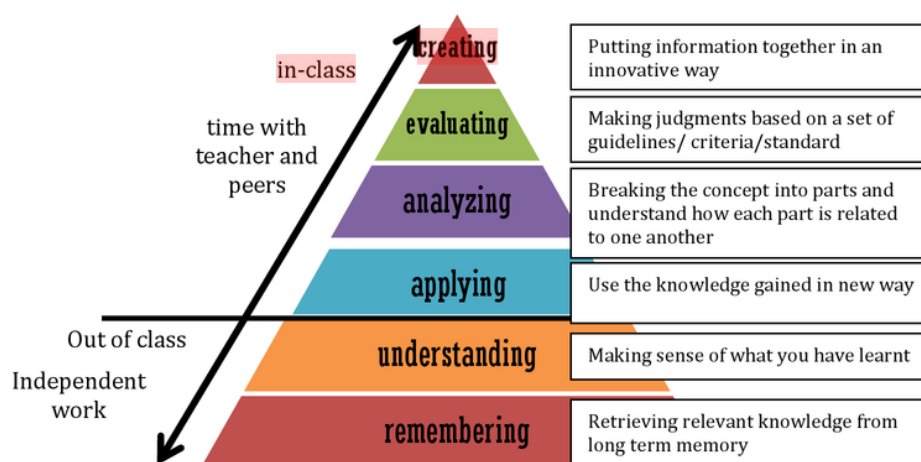 creating
Putting information together in an
innovative way
in-class
evaluating
Making judgments based on a set of
guidelines/ criteria/standard
time with
teacher and
peers
analyzing
Breaking the concept into parts and
understand how each part is related
to one another
applying
Use the knowledge gained in new way
Out of class
understanding
Making sense of what you have learnt
Independent
work
remembering
Retrieving relevant knowledge from
long term memory